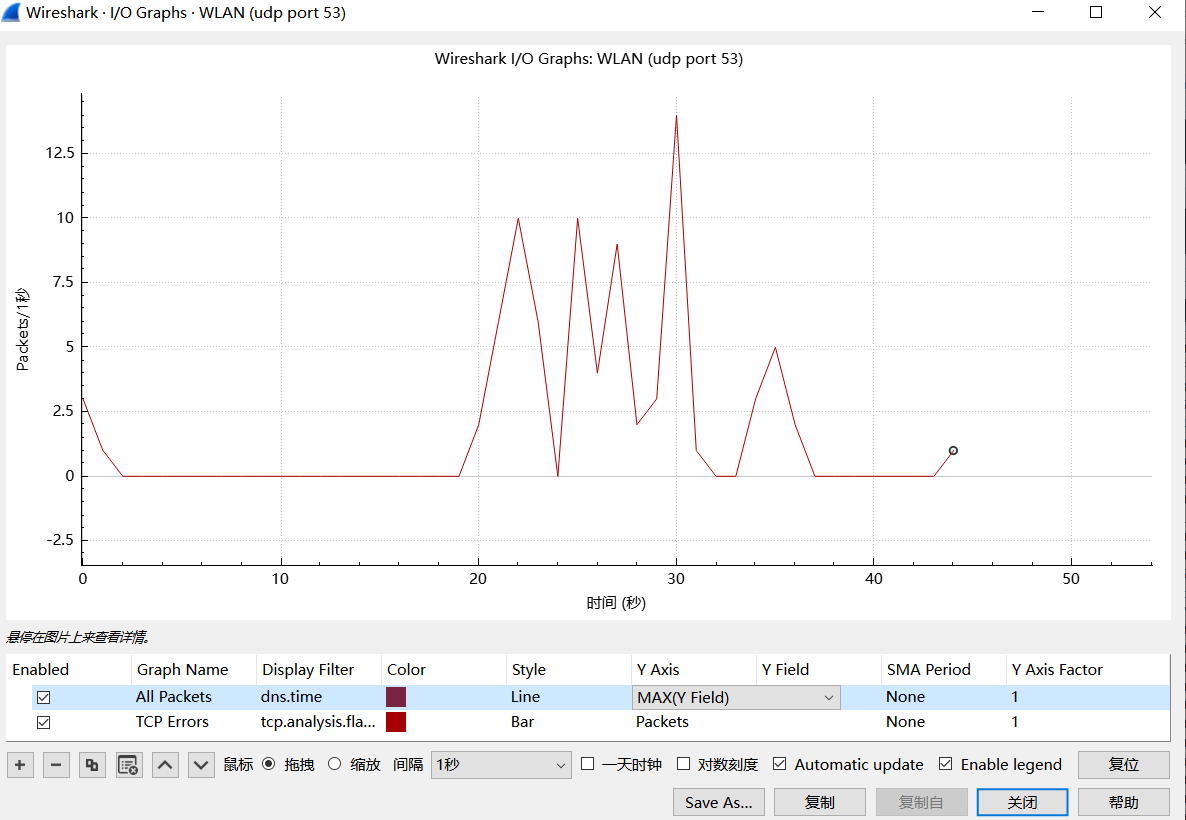 Wireshark · I/O Graphs · WLAN (udp port 53)
Wireshark I/O Graphs: WLAN (udp port 53)
12.5
10
7.5
5
2.5
0
-2.5
Packets/1秒
0 10 20 30 40 50
时间 (秒)
悬停在图片上来查看详情。
Enabled Graph Name Display Filter Color Style Y Axis Y Field SMA Period Y Axis Factor
All Packets dns.time Line MAX(Y Field) None 1
TCP Errors tcp.analysis.fla... Bar Packets None 1
鼠标 拖拽 缩放 间隔 1秒 一天时钟 对数刻度 Automatic update Enable legend 复位
Save As... 复制 复制自 关闭 帮助